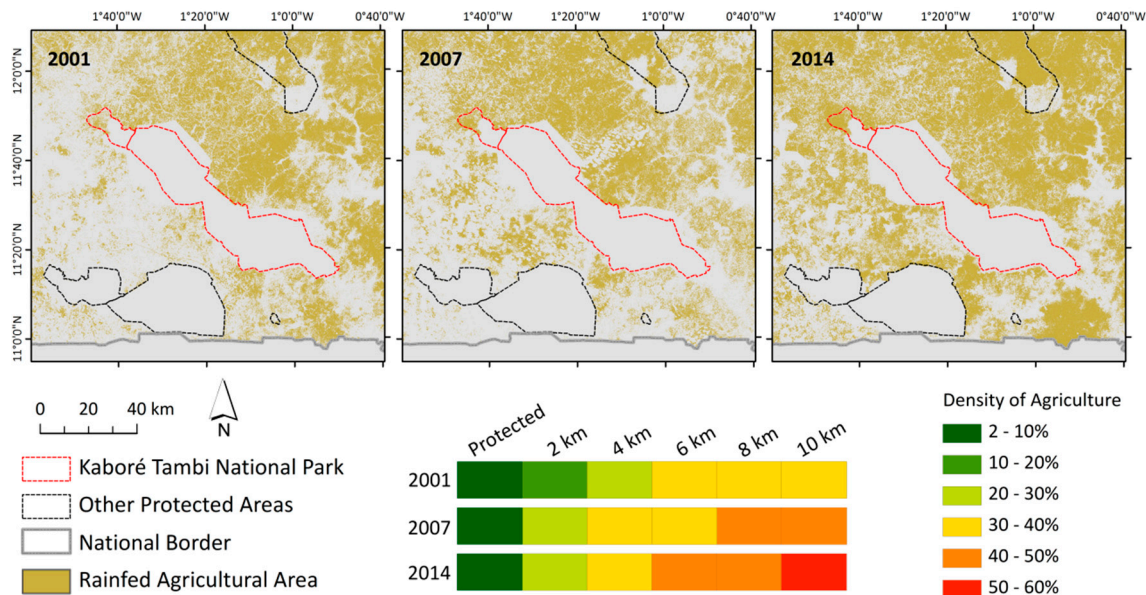 1°40'0"W 1°20'0"W 1°0'0"W 0°40'0"W
1°40'0"W 1°20'0"W 1°0'0"W 0°40'0"W
1°40'0"W 1°20'0"W 1°0'0"W 0°40'0"W
12°0'0"N
11°40'0"N
11°20'0"N
11°0'0"N
2001
2007
2014
0 20 40 km
N
Kaboré Tambi National Park
Other Protected Areas
National Border
Rainfed Agricultural Area
Protected 2 km 4 km 6 km 8 km 10 km
2001
2007
2014
Density of Agriculture
2 - 10%
10 - 20%
20 - 30%
30 - 40%
40 - 50%
50 - 60%